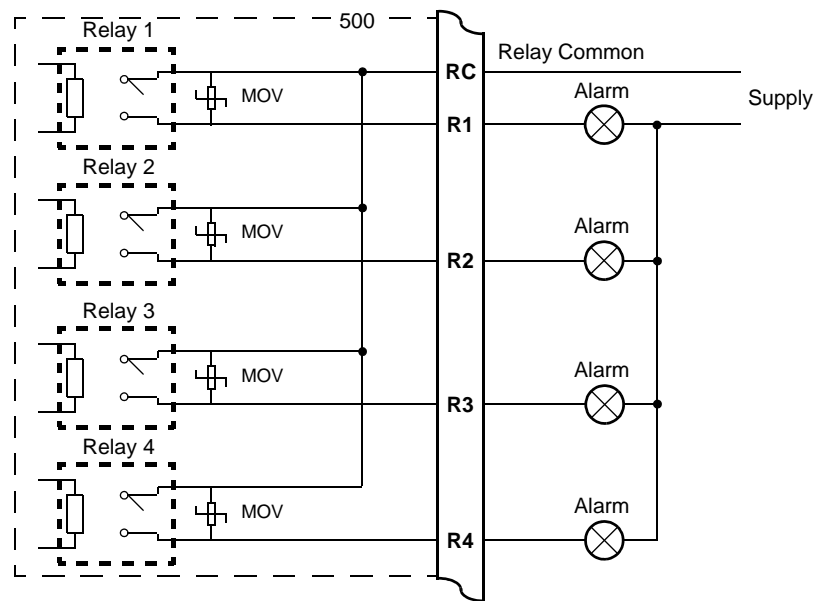 Relay 1
500
RC
Relay Common
MOV
Alarm
Supply
R1
Relay 2
MOV
Alarm
R2
Relay 3
MOV
Alarm
R3
Relay 4
MOV
Alarm
R4